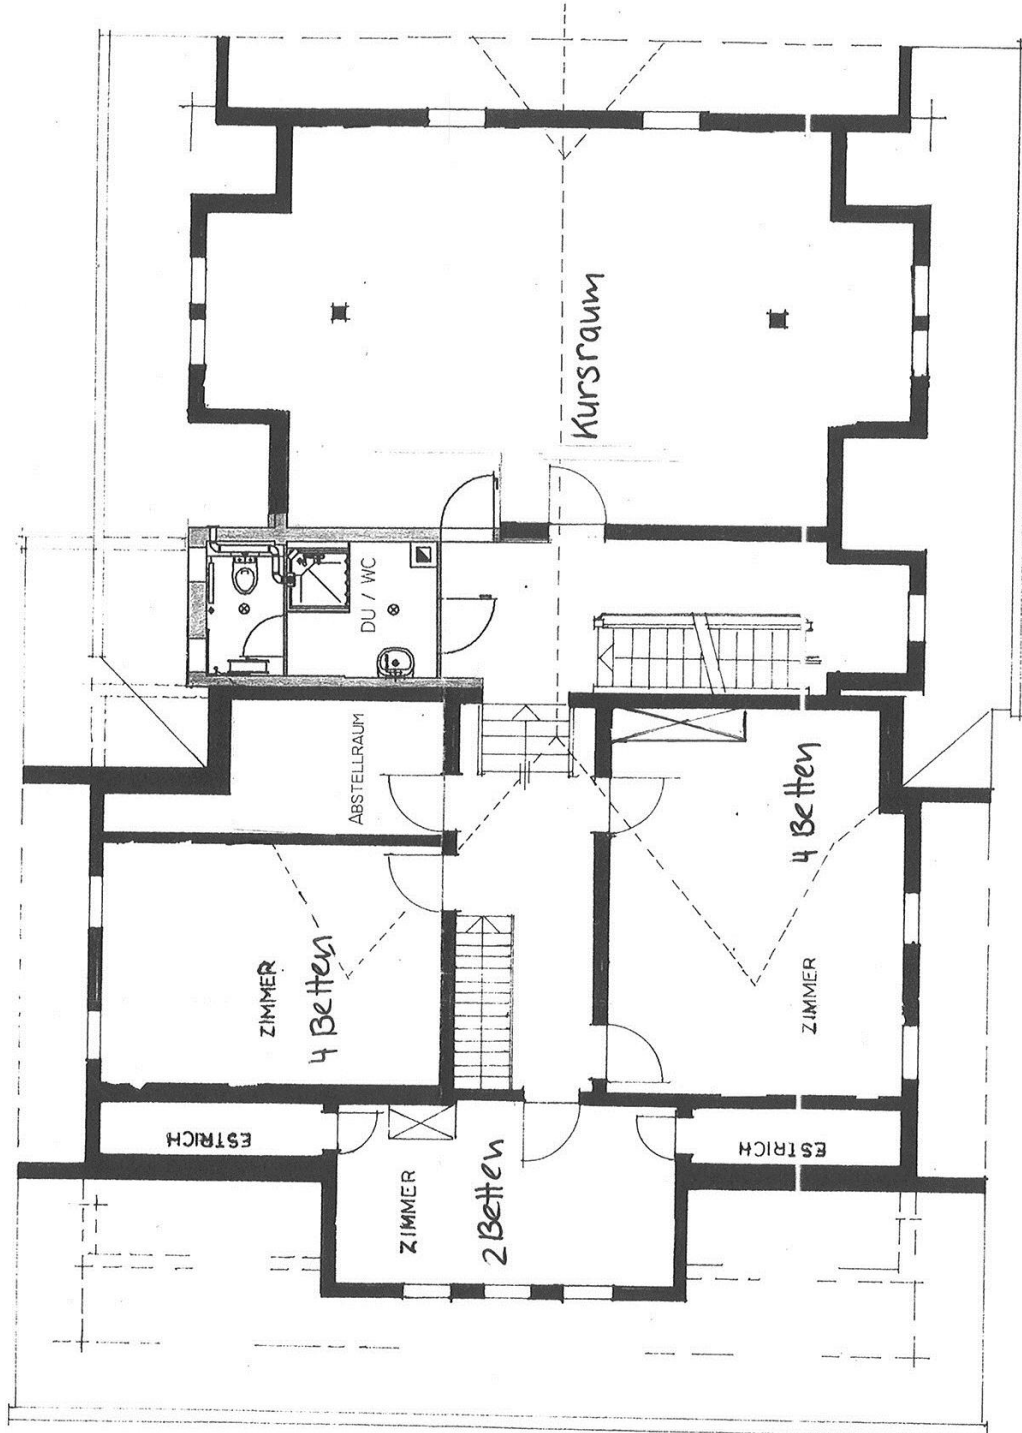 Kursraum
DU / WC
ABSTELLRAUM
4 Betten
ZIMMER
4 Betten
ZIMMER
ESTRICH
ESTRICH
ZIMMER
2 Betten